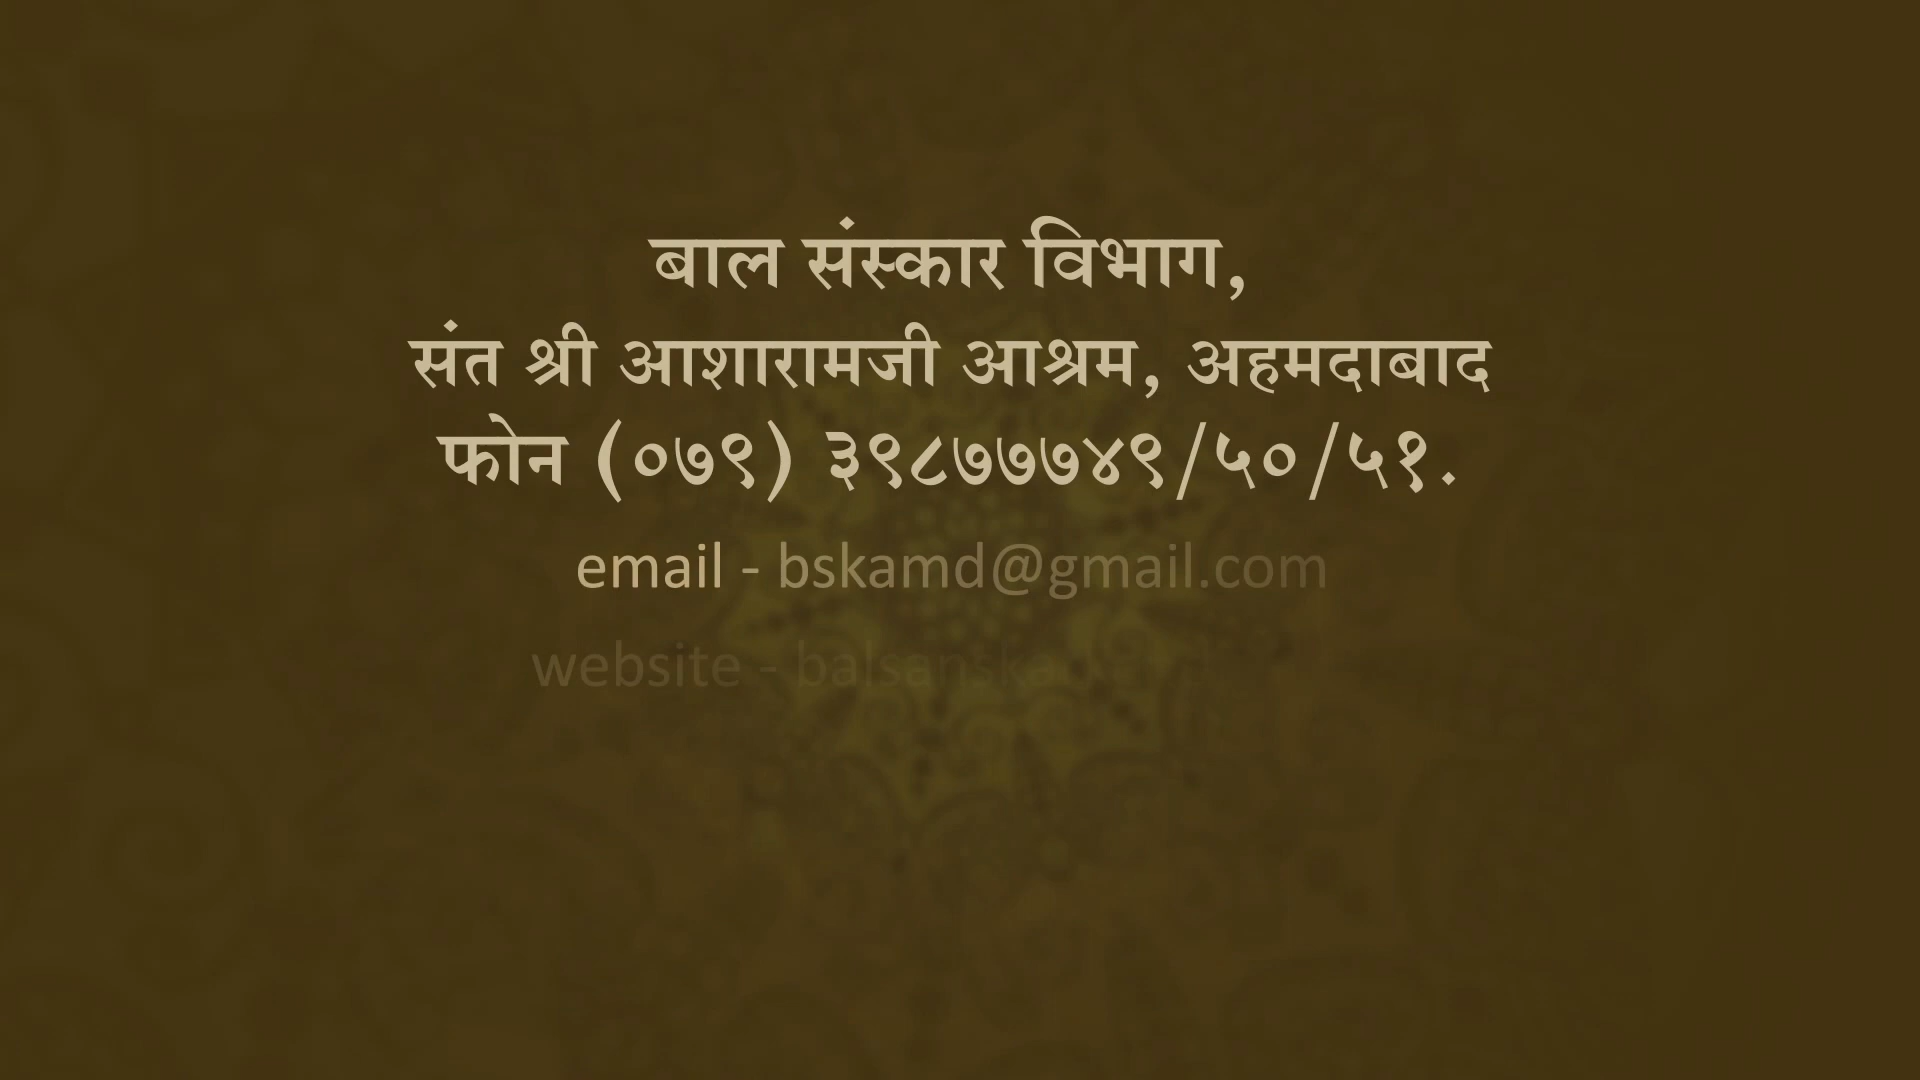 बाल संस्कार विभाग,
संत श्री आशारामजी आश्रम, अहमदाबाद
फोन (०७९) ३९८७७७४९/५०/५१.
email - bskamd@gmail.com
website -